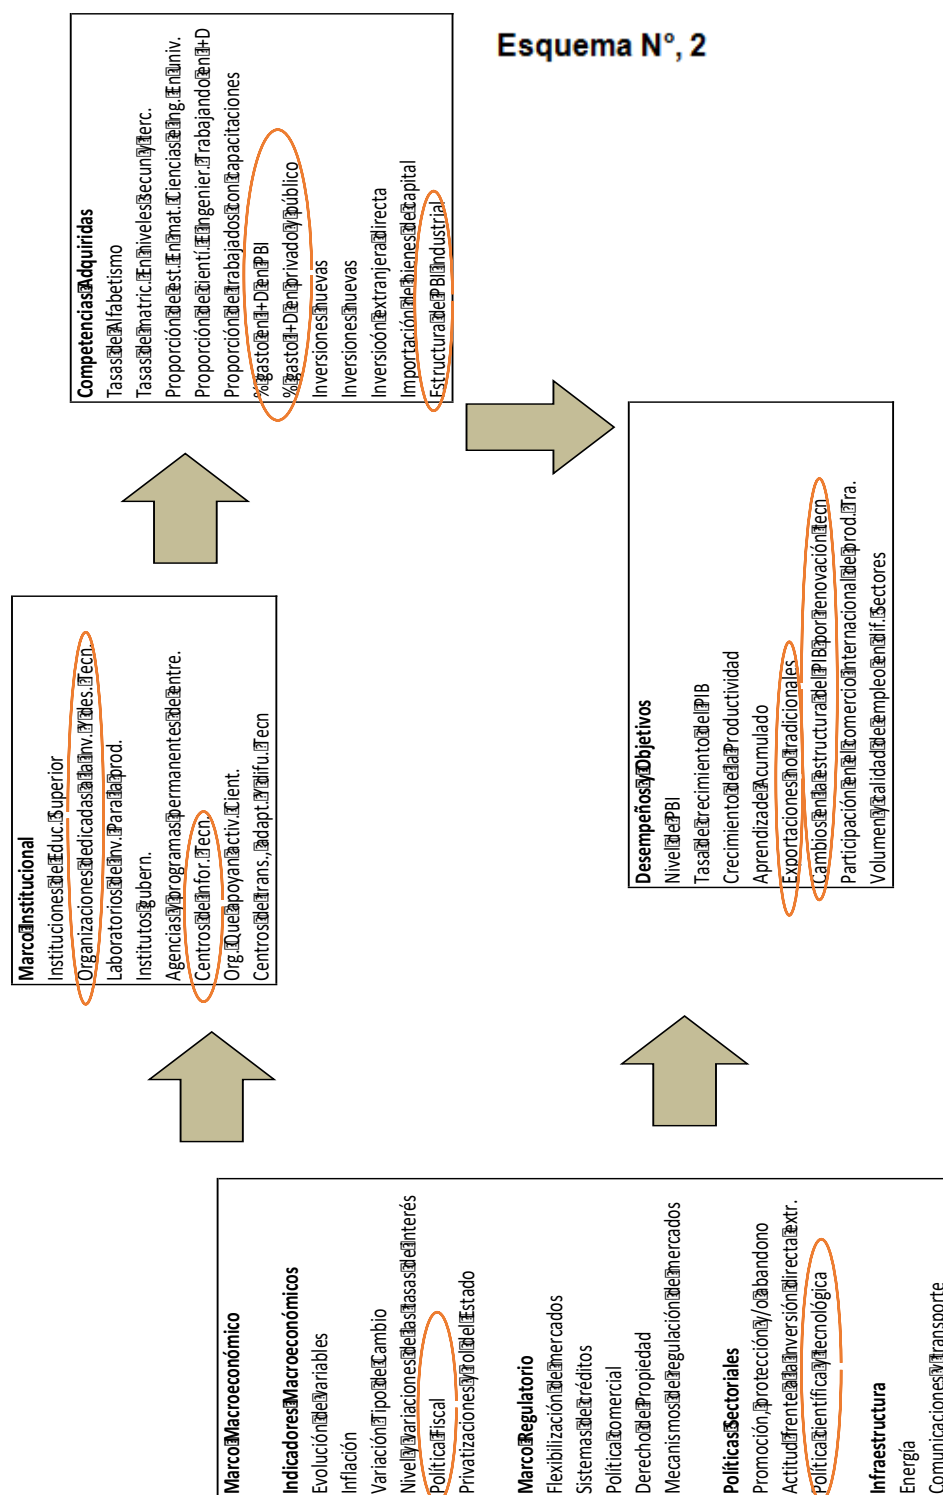 Esquema N°, 2
Marco Macroeconómico
Indicadores Macroeconómicos
Evolución de variables
Inflación
Variación Tipo de Cambio
Nivel y variaciones de las tasas de interés
Política Fiscal
Privatizaciones y rol del Estado
Marco Regulatorio
Flexibilización de mercados
Sistemas de créditos
Política comercial
Derecho de Propiedad
Mecanismos de regulación de mercados
Políticas Sectoriales
Promoción, protección y/o abandono
Actitud frente a la inversión directa extr.
Política científica y tecnológica
Infraestructura
Energía
Comunicaciones y Transporte
Marco Institucional
Instituciones de Educ. Superior
Organizaciones dedicadas a la Inv. Y des. Tecn.
Laboratorios de Inv. Para la prod.
Institutos gubern.
Agencias y programas permanentes de entre.
Centros de Infor. Tecn.
Org. Que apoyan activ. Cient.
Centros de trans, adapt. Y difu. Tecn
Competencias Adquiridas
Tasas de Alfabetismo
Tasas de matric. En niveles secun y terc.
Proporción de est. En mat. Ciencias e ing. En univ.
Proporción de cientí. E ingenier. Trabajando en I+D
Proporción de trabajados con capacitaciones
% gasto en I+D en PBI
% gasto I+D en privado y público
Inversiones nuevas
Inversiones nuevas
Inversioón extranjera directa
Importación de bienes de capital
Estructura de PBI Industrial
Desempeños y Objetivos
Nivel de PBI
Tasa de crecimiento del PIB
Crecimiento de la Productividad
Aprendizade Acumulado
Exportaciones no tradicionales
Cambios en la estructura del PIB por renovación tecn
Participación en el comercio Internacional de prod. Tra.
Volumen y calidad de empleo en dif. Sectores